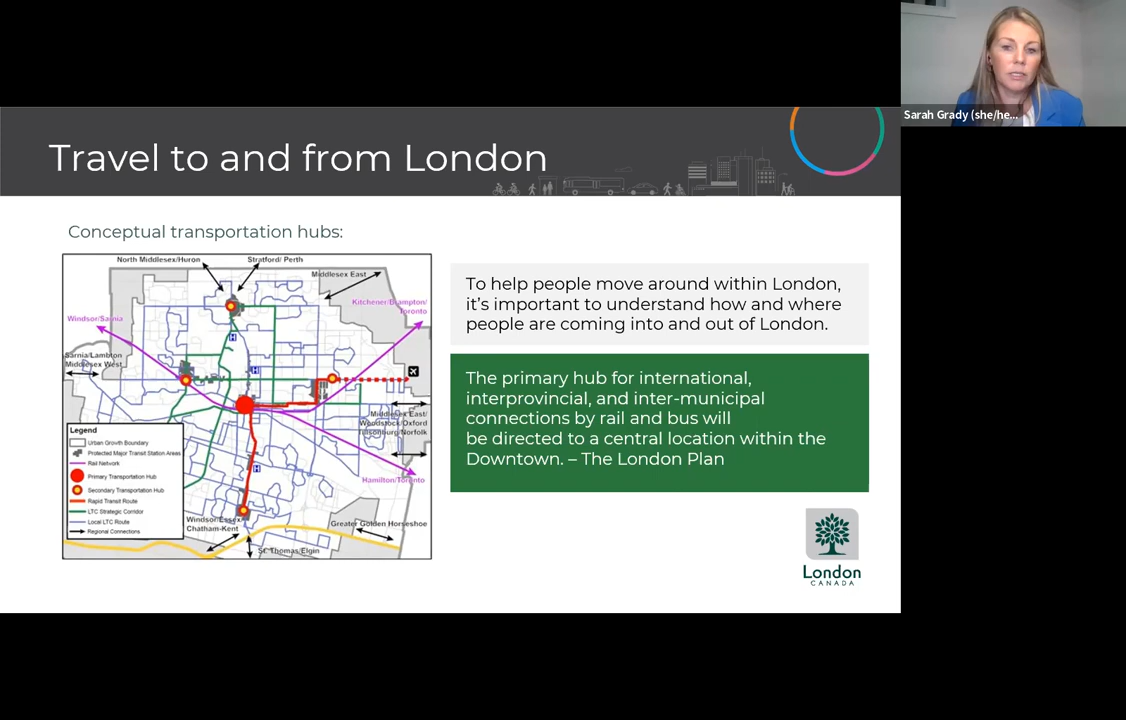 Sarah Grady (she/he...
Travel to and from London
Conceptual transportation hubs:
North Middlesex/Huron
Stratford/ Perth
Middlesex East
Kitchener/Brampton/
Toronto
Windsor/Sarnia
Sarnia/Lambton
Middlesex West
H
H
Middlesex East/
Woodstock/Oxford
Tillsonburg/Norfolk
H
Hamilton/Toronto
Legend
Urban Growth Boundary
Protected Major Transit Station Areas
Rail Network
Primary Transportation Hub
Secondary Transportation Hub
Rapid Transit Route
LTC Strategic Corridor
Local LTC Route
Regional Connections
Windsor/Essex
Chatham-Kent
Greater Golden Horseshoe
St. Thomas/Elgin
To help people move around within London,
it’s important to understand how and where
people are coming into and out of London.
The primary hub for international,
interprovincial, and inter-municipal
connections by rail and bus will
be directed to a central location within the
Downtown. – The London Plan
London
CANADA